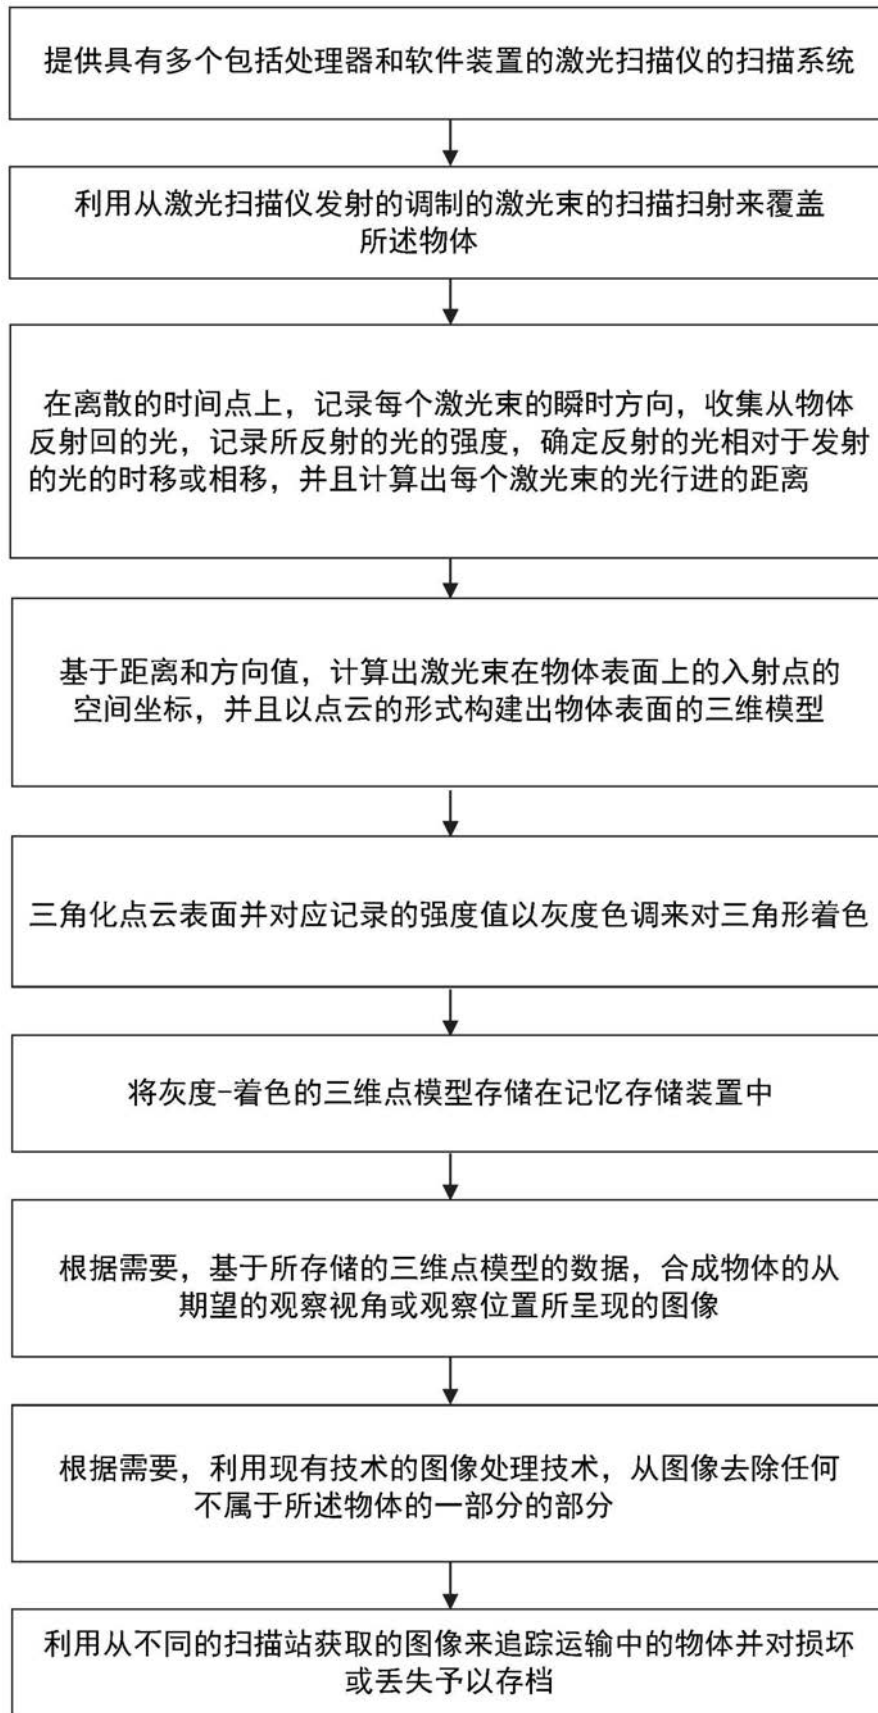 提供具有多个包括处理器和软件装置的激光扫描仪的扫描系统
利用从激光扫描仪发射的调制的激光束的扫描扫射来覆盖
所述物体
在离散的时间点上，记录每个激光束的瞬时方向，收集从物体
反射回的光，记录所反射的光的强度，确定反射的光相对于发射
的光的时移或相移，并且计算出每个激光束的光行进的距离
基于距离和方向值，计算出激光束在物体表面上的入射点的
空间坐标，并且以点云的形式构建出物体表面的三维模型
三角化点云表面并对应记录的强度值以灰度色调来对三角形着色
将灰度-着色的三维点模型存储在记忆存储装置中
根据需要，基于所存储的三维点模型的数据，合成物体的从
期望的观察视角或观察位置所呈现的图像
根据需要，利用现有技术的图像处理技术，从图像去除任何
不属于所述物体的一部分的部分
利用从不同的扫描站获取的图像来追踪运输中的物体并对损坏
或丢失予以存档